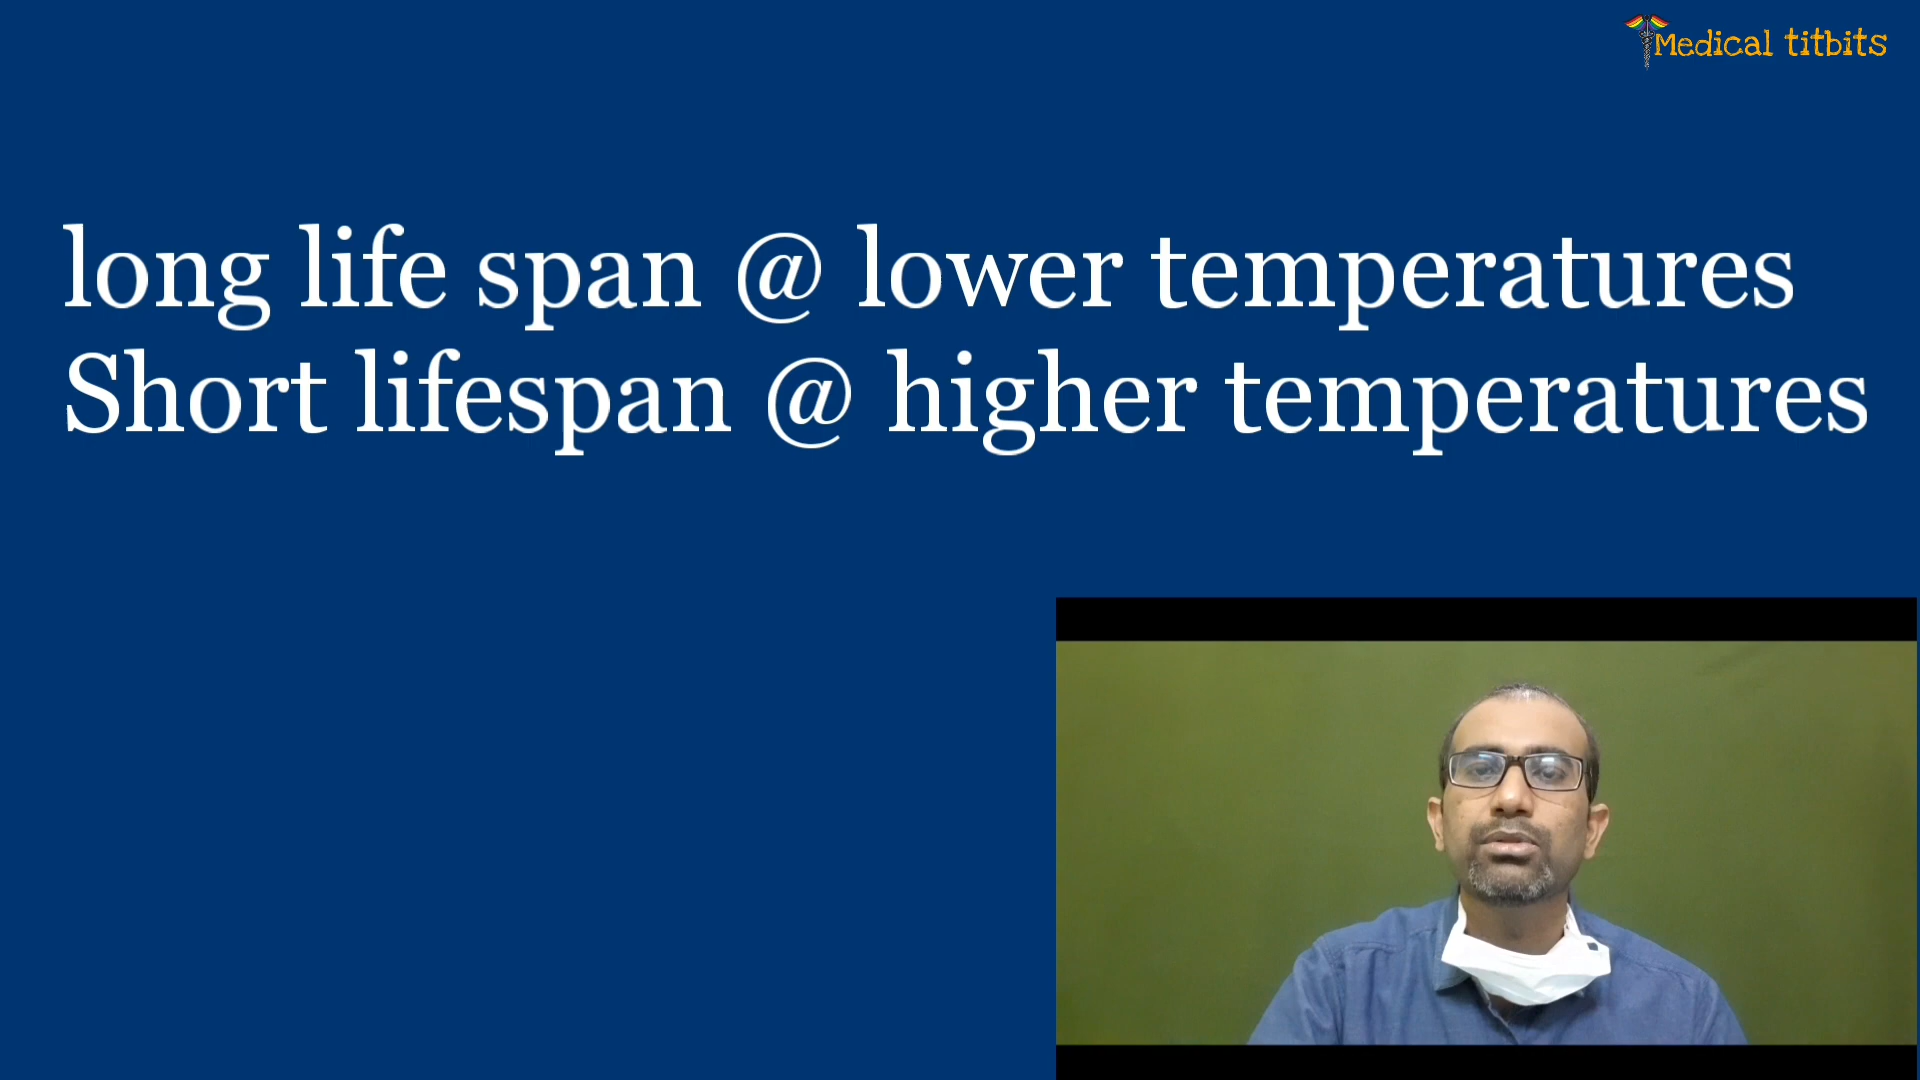 Medical titbits
long life span @ lower temperatures
Short lifespan @ higher temperatures